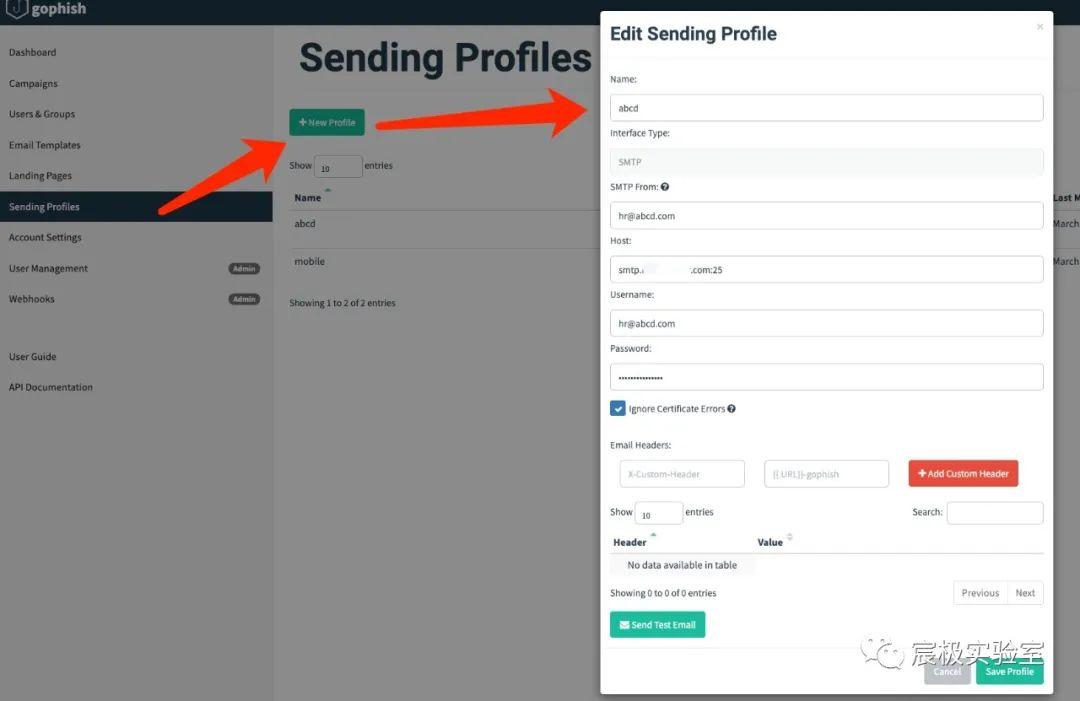 gophish
Dashboard
Campaigns
Users & Groups
Email Templates
Landing Pages
Sending Profiles
Account Settings
User Management Admin
Webhooks Admin
User Guide
API Documentation
Sending Profiles
New Profile
Show 10 entries
Name
Last M
abcd
March
mobile
March
Showing 1 to 2 of 2 entries
Edit Sending Profile
×
Name:
abcd
Interface Type:
SMTP
SMTP From:
hr@abcd.com
Host:
smtp. .com:25
Username:
hr@abcd.com
Password:
Ignore Certificate Errors
Email Headers:
X-Custom-Header
{{.URL}}-gophish
+ Add Custom Header
Show 10 entries
Search:
Header
Value
No data available in table
Showing 0 to 0 of 0 entries
Previous Next
Send Test Email
宸极实验室
Cancel Save Profile